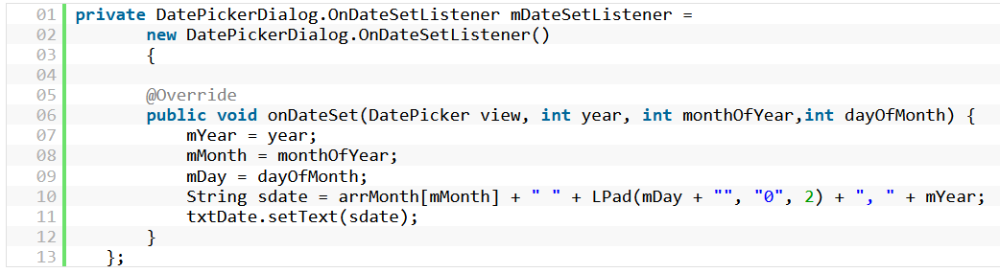 01 private DatePickerDialog.OnDateSetListener mDateSetListener =
02 new DatePickerDialog.OnDateSetListener()
03 {
04
05 @Override
06 public void onDateSet(DatePicker view, int year, int monthOfYear,int dayOfMonth) {
07 mYear = year;
08 mMonth = monthOfYear;
09 mDay = dayOfMonth;
10 String sdate = arrMonth[mMonth] + " " + LPad(mDay + "", "0", 2) + ", " + mYear;
11 txtDate.setText(sdate);
12 }
13 };